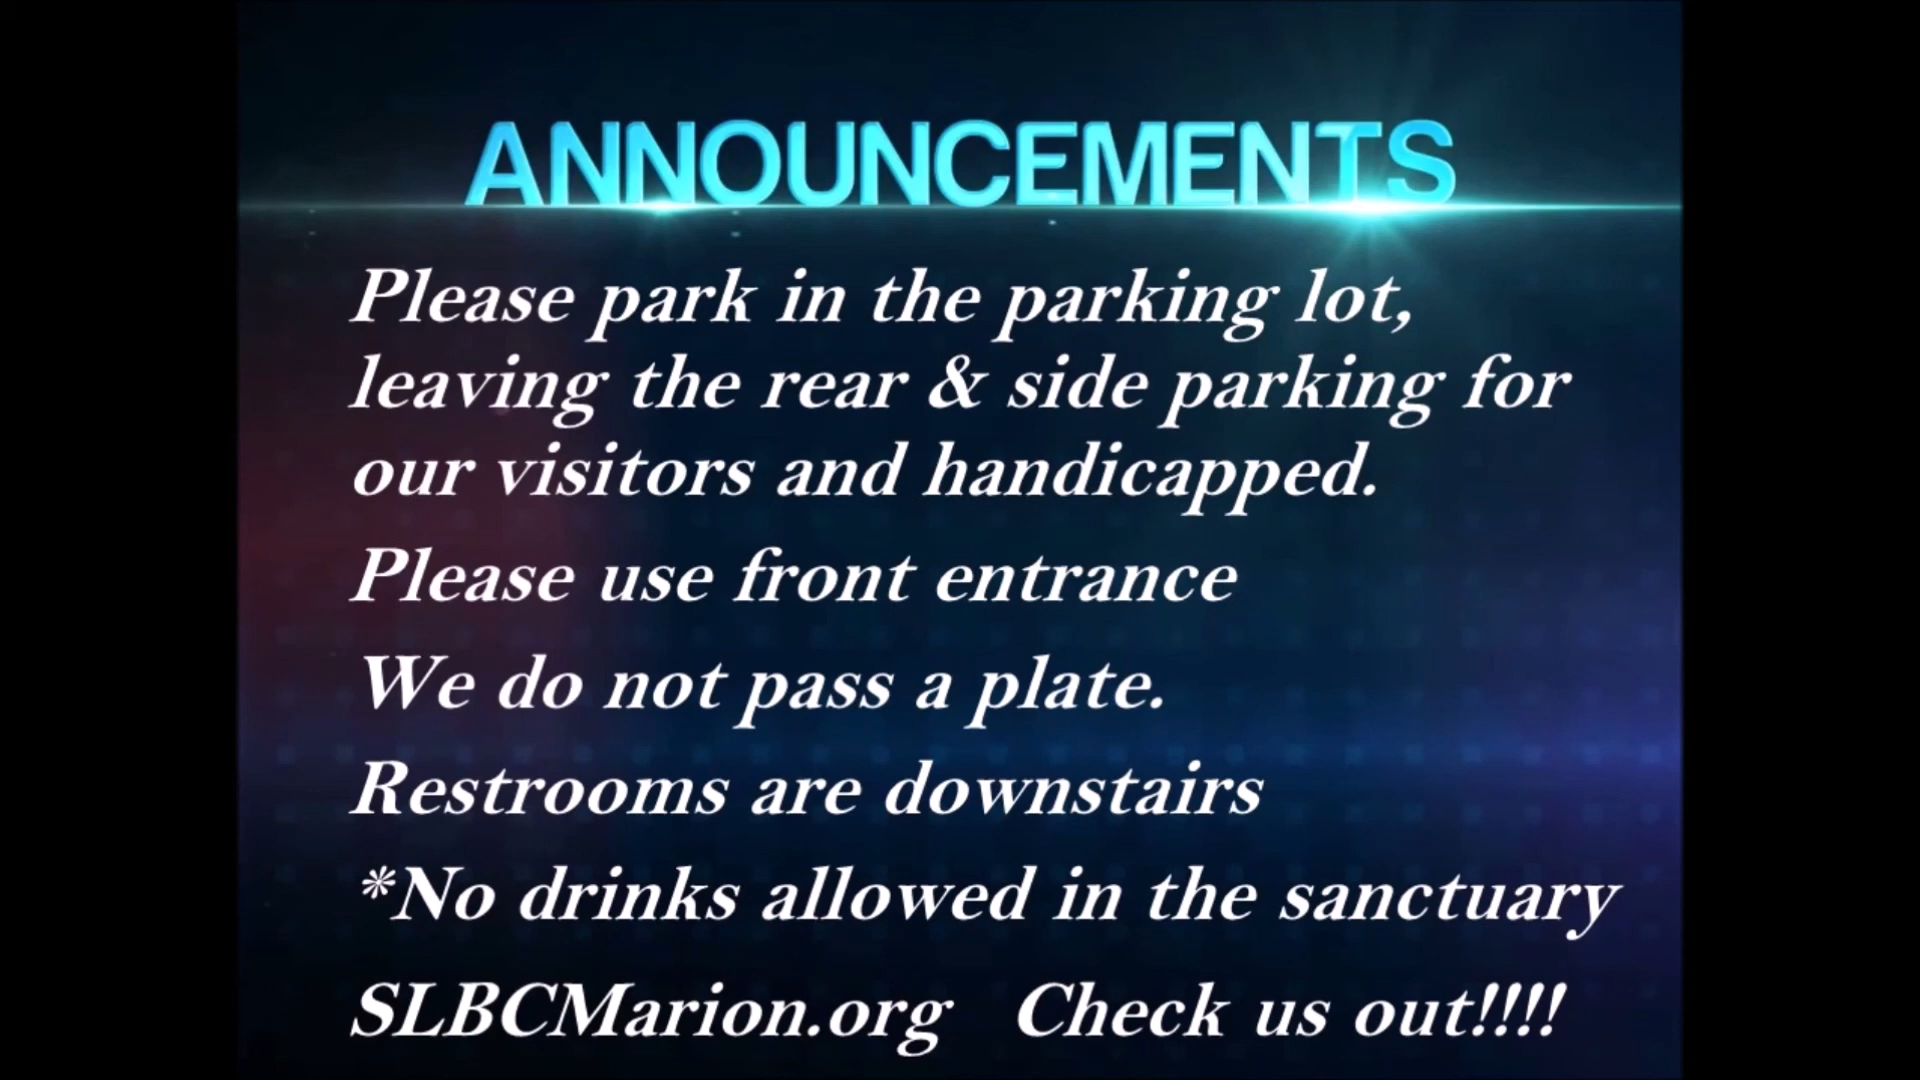 ANNOUNCEMENTS
Please park in the parking lot,
leaving the rear & side parking for
our visitors and handicapped.
Please use front entrance
We do not pass a plate.
Restrooms are downstairs
*No drinks allowed in the sanctuary
SLBCMarion.org   Check us out!!!!